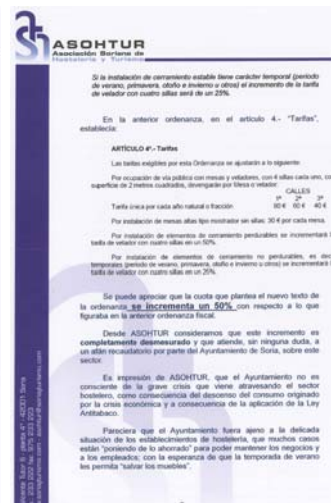 ASOHTUR
Asociación Soriana de
Hostelería y Turismo
Si la instalación de cerramiento estable tiene carácter temporal (periodo
de verano, primavera, otoño e invierno u otros) el incremento de la tarifa
de velador con cuatro sillas será de un 25%.
En la anterior ordenanza, en el artículo 4.- "Tarifas",
establecía:
ARTÍCULO 4º.- Tarifas
Las tarifas exigibles por esta Ordenanza se ajustarán a lo siguiente:
Por ocupación de vía pública con mesas y veladores, con 4 sillas cada uno, con
superficie de 2 metros cuadrados, devengarán por Mesa o velador:
CALLES
1ª 2ª 3ª
Tarifa única por cada año natural o fracción 80 € 60 € 40 €
Por instalación de mesas altas tipo mostrador sin sillas: 30 € por cada mesa.
Por instalación de elementos de cerramiento perdurables se incrementará l
tarifa de velador con cuatro sillas en un 50%.
Por instalación de elementos de cerramiento no perdurables, es dec
temporales (periodo de verano, primavera, otoño e invierno u otros) se incrementará l
tarifa de velador con cuatro sillas en un 25%.
Se puede apreciar que la cuota que plantea el nuevo texto de
la ordenanza se incrementa un 50% con respecto a lo que
figuraba en la anterior ordenanza fiscal.
Desde ASOHTUR consideramos que este incremento es
completamente desmesurado y que atiende, sin ninguna duda, a
un afán recaudatorio por parte del Ayuntamiento de Soria, sobre este
sector.
Es impresión de ASOHTUR, que el Ayuntamiento no es
consciente de la grave crisis que viene atravesando el sector
hostelero, como consecuencia del descenso del consumo originado
por la crisis económica y a consecuencia de la aplicación de la Ley
Antitabaco.
Pareciera que el Ayuntamiento fuera ajeno a la delicada
situación de los establecimientos de hostelería, que muchos casos
están "poniendo de lo ahorrado" para poder mantener los negocios y
a los empleados; con la esperanza de que la temporada de verano
les permita "salvar los muebles".